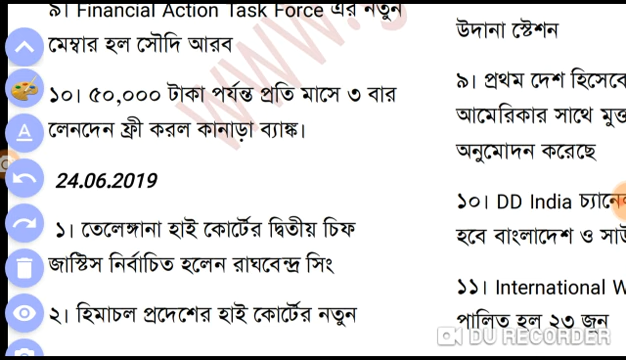 ৯। Financial Action Task Force এর নতুন
মেম্বার হল সৌদি আরব
১০। ৫০,০০০ টাকা পর্যন্ত প্রতি মাসে ৩ বার
লেনদেন ফ্রী করল কানাড়া ব্যাঙ্ক।
24.06.2019
১। তেলেঙ্গানা হাই কোর্টের দ্বিতীয় চিফ
জাস্টিস নির্বাচিত হলেন রাঘবেন্দ্র সিং
২। হিমাচল প্রদেশের হাই কোর্টের নতুন
উদানা স্টেশন
৯। প্রথম দেশ হিসেবে
আমেরিকার সাথে মুক্ত
অনুমোদন করেছে
১০। DD India চ্যানেল
হবে বাংলাদেশ ও
১১। International
পালিত হল ২৩ জুন
www.
A
DU RECORDER